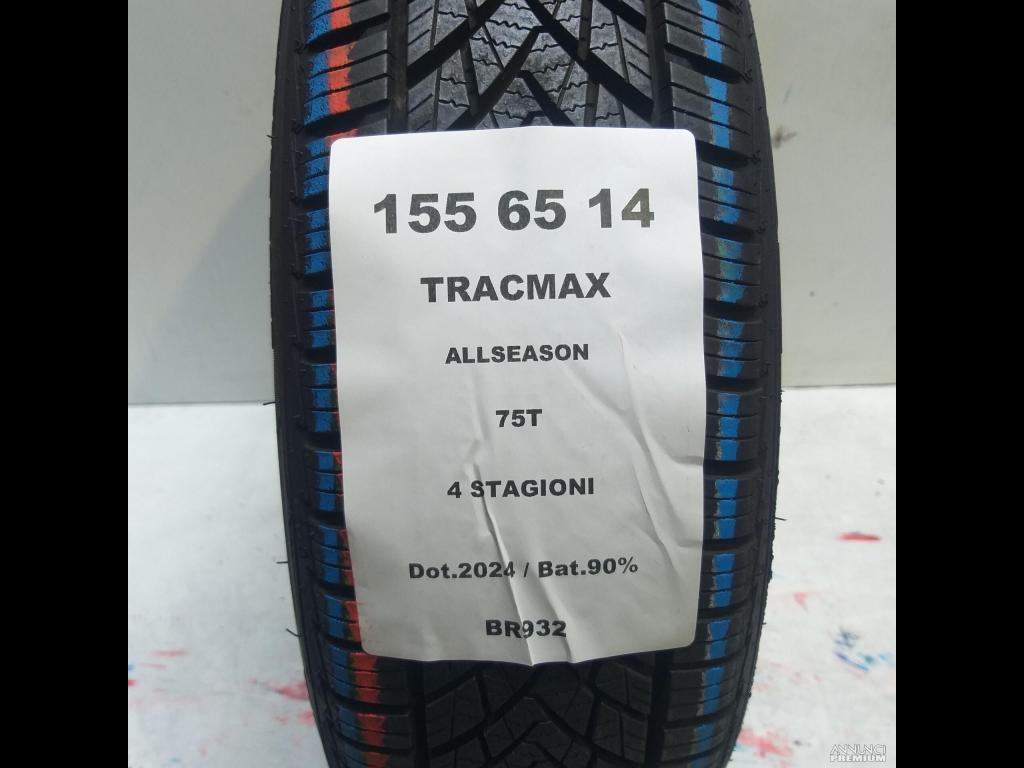 155 65 14
TRACMAX
ALLSEASON
75T
4 STAGIONI
Dot.2024 / Bat.90%
BR932
ANNUNCI
PREMIUM